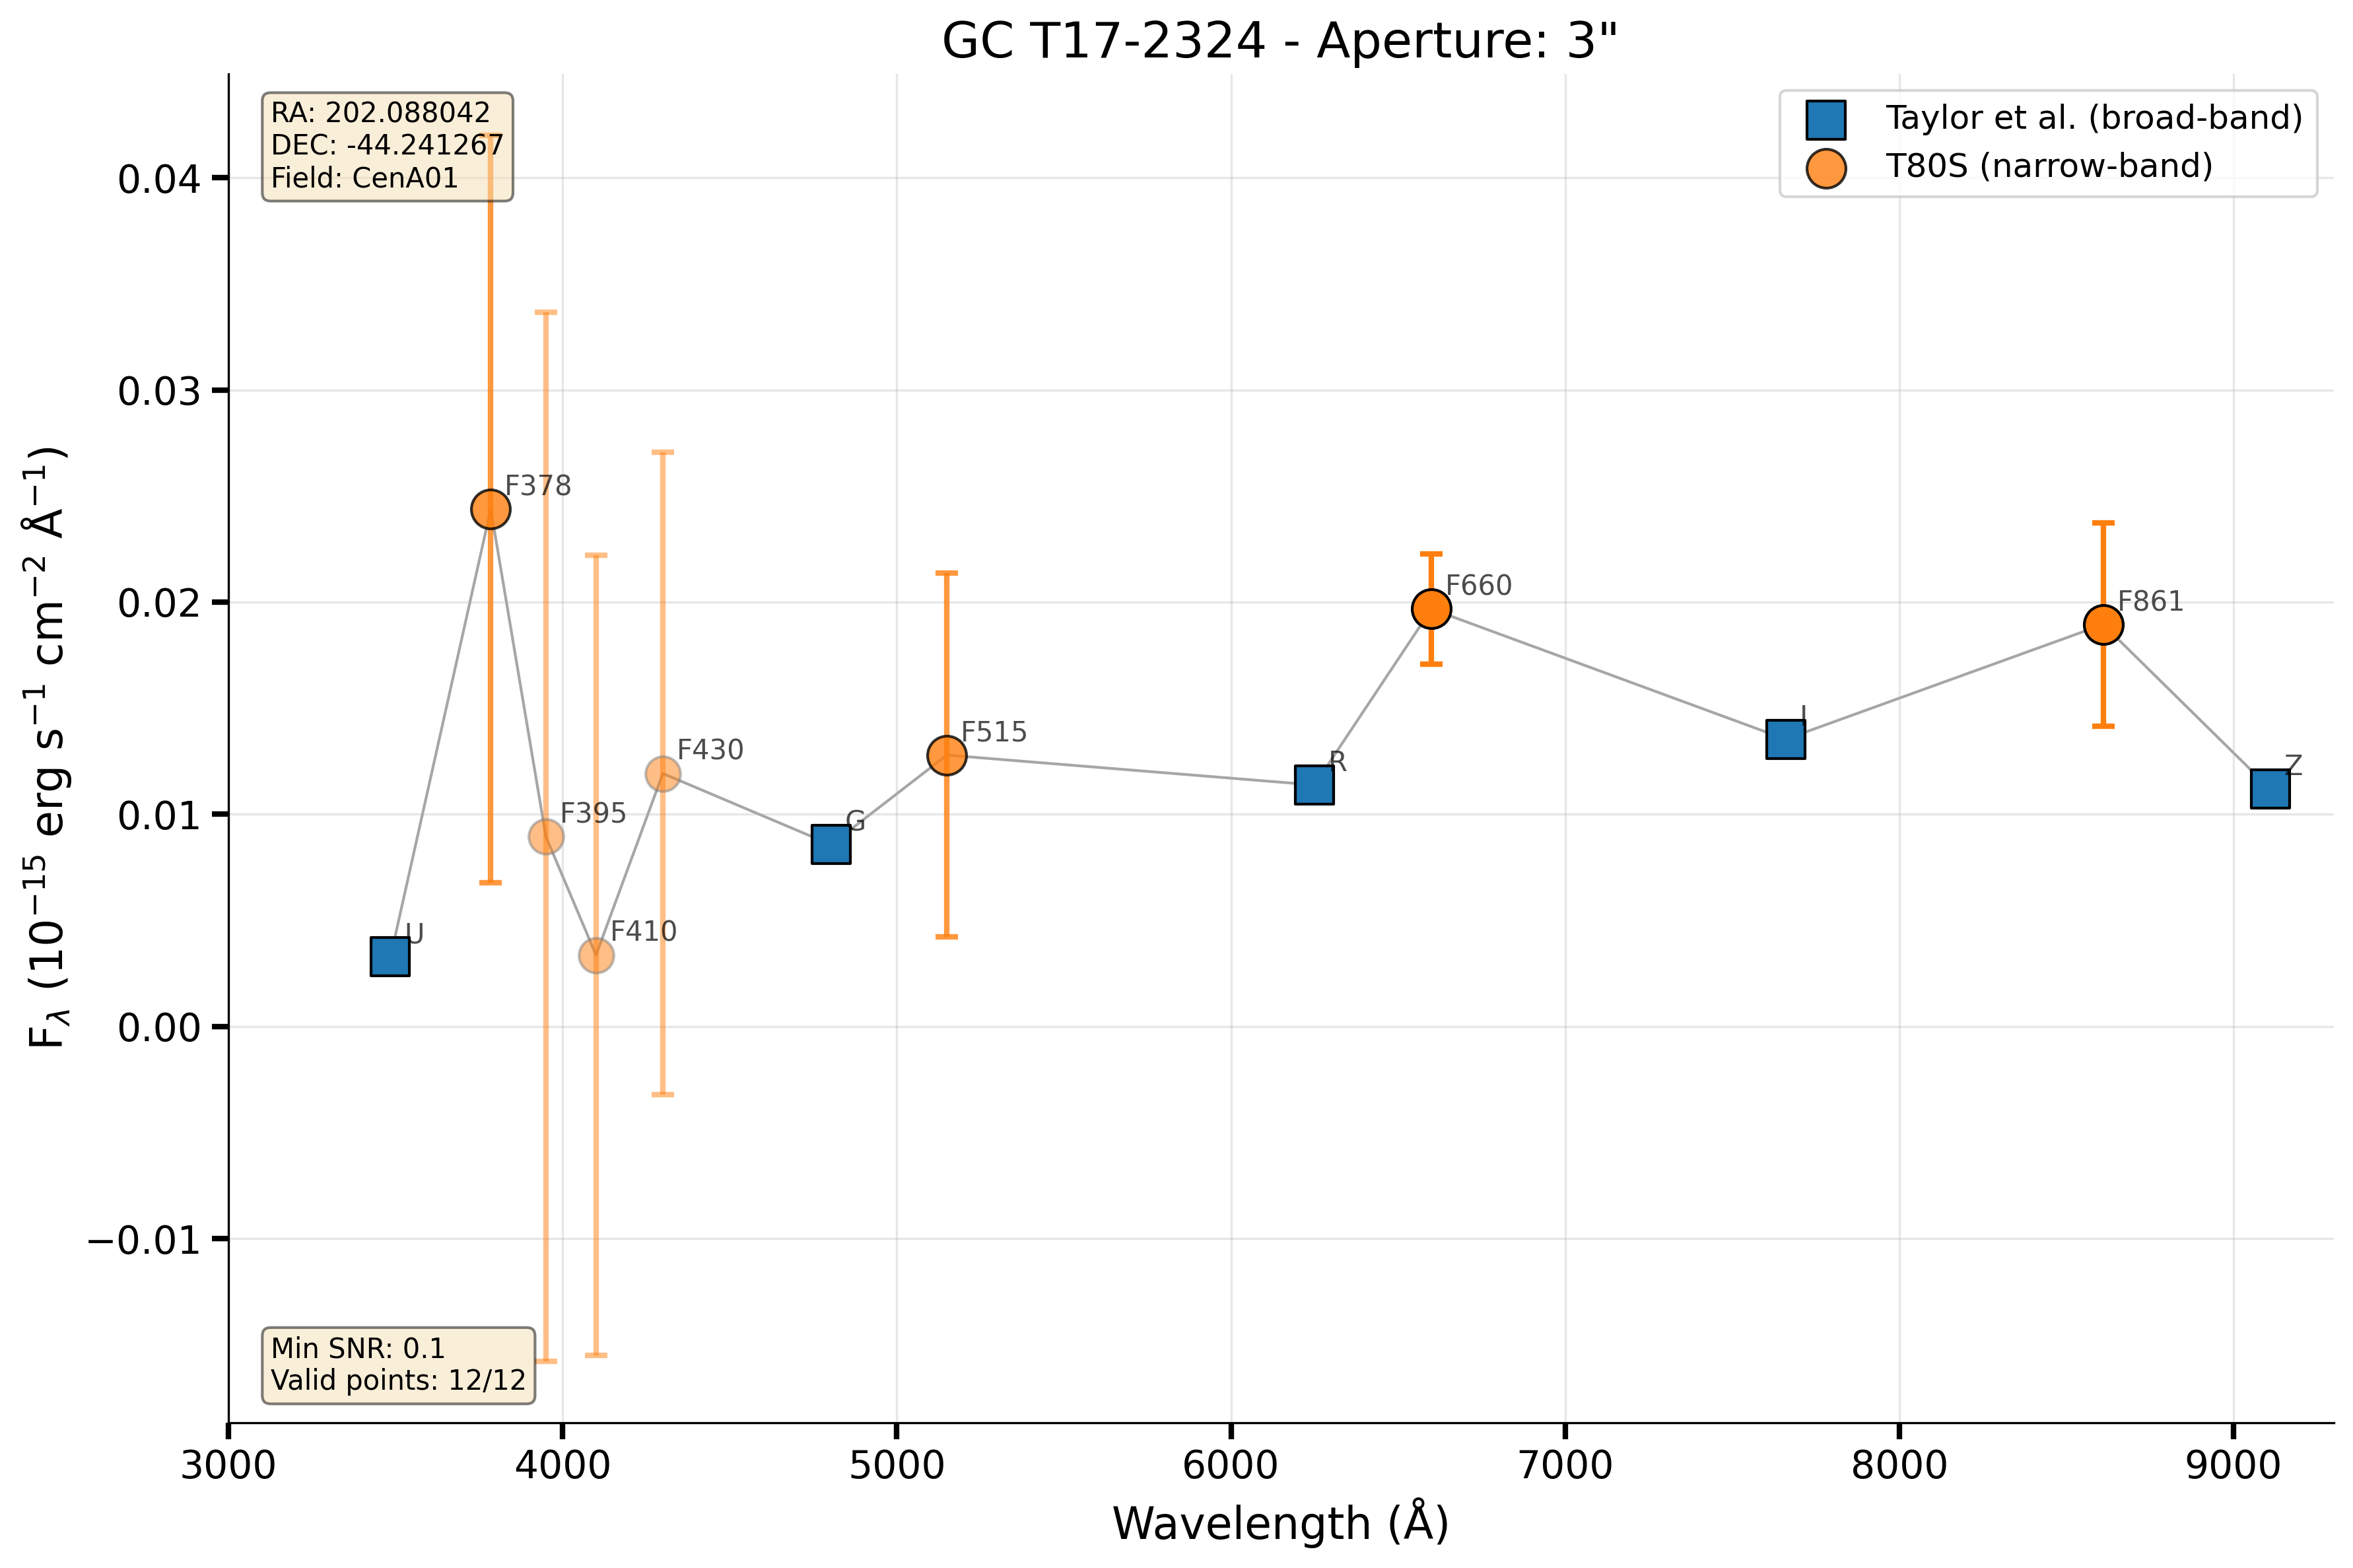 GC T17-2324 - Aperture: 3"
RA: 202.088042
DEC: -44.241267
Field: CenA01
Taylor et al. (broad-band)
T80S (narrow-band)
F_λ (10⁻¹⁵ erg s⁻¹ cm⁻² Å⁻¹)
0.04
0.03
0.02
0.01
0.00
−0.01
U
F378
F395
F410
F430
G
F515
R
F660
I
F861
Z
Min SNR: 0.1
Valid points: 12/12
3000 4000 5000 6000 7000 8000 9000
Wavelength (Å)